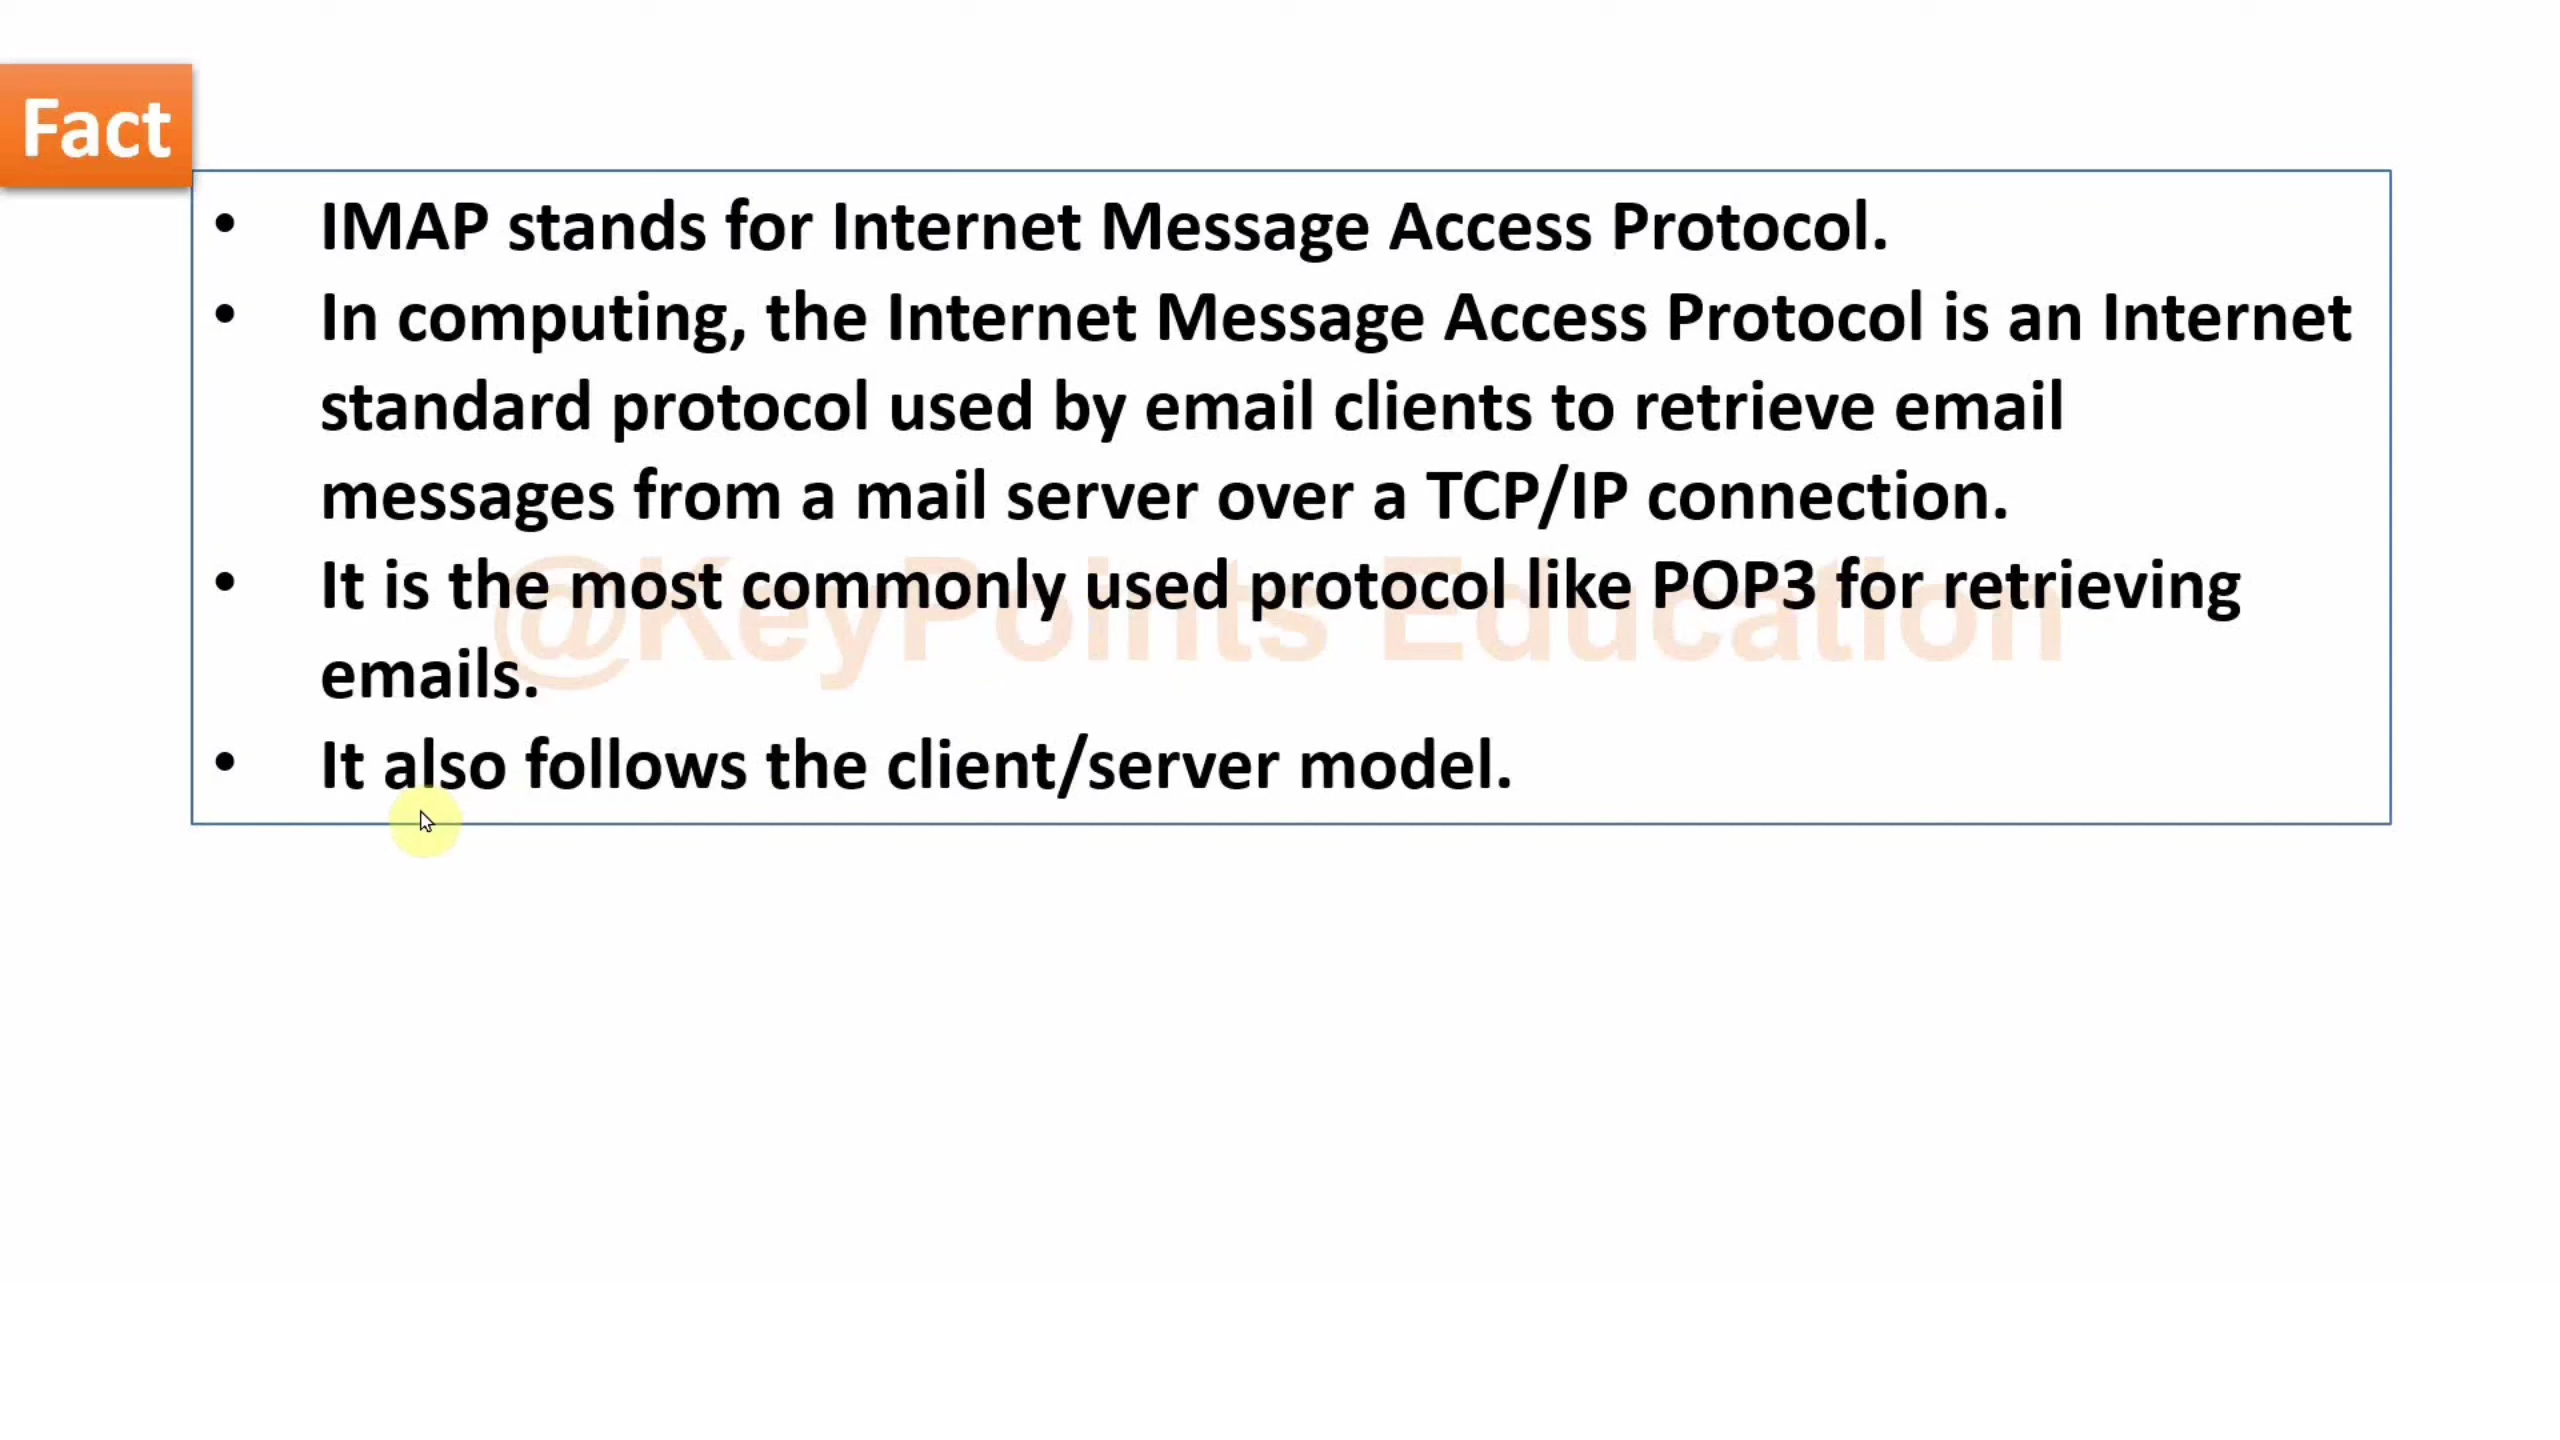 Fact
• IMAP stands for Internet Message Access Protocol.
• In computing, the Internet Message Access Protocol is an Internet
standard protocol used by email clients to retrieve email
messages from a mail server over a TCP/IP connection.
• It is the most commonly used protocol like POP3 for retrieving
emails.
@KeyPoints Education
• It also follows the client/server model.